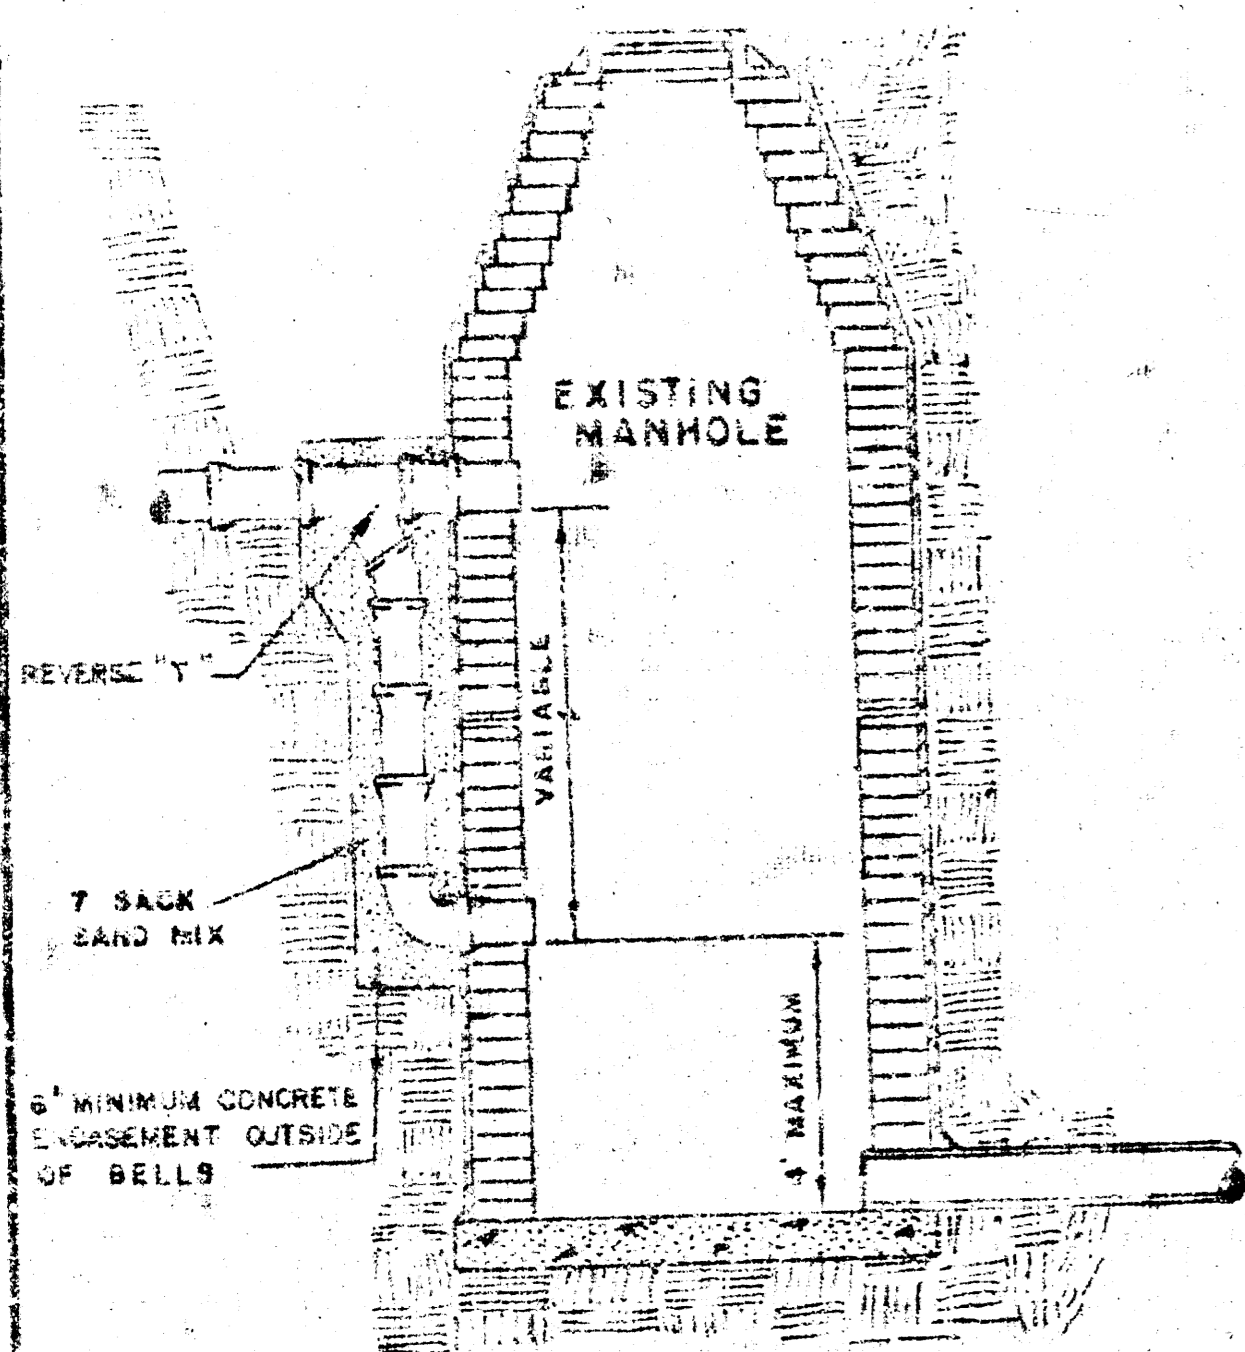 EXISTING
MANHOLE
REVERSE "T"
VARIABLE
7 SACK
SAND MIX
6" MINIMUM CONCRETE
ENCASEMENT OUTSIDE
OF BELLS
4' MAXIMUM